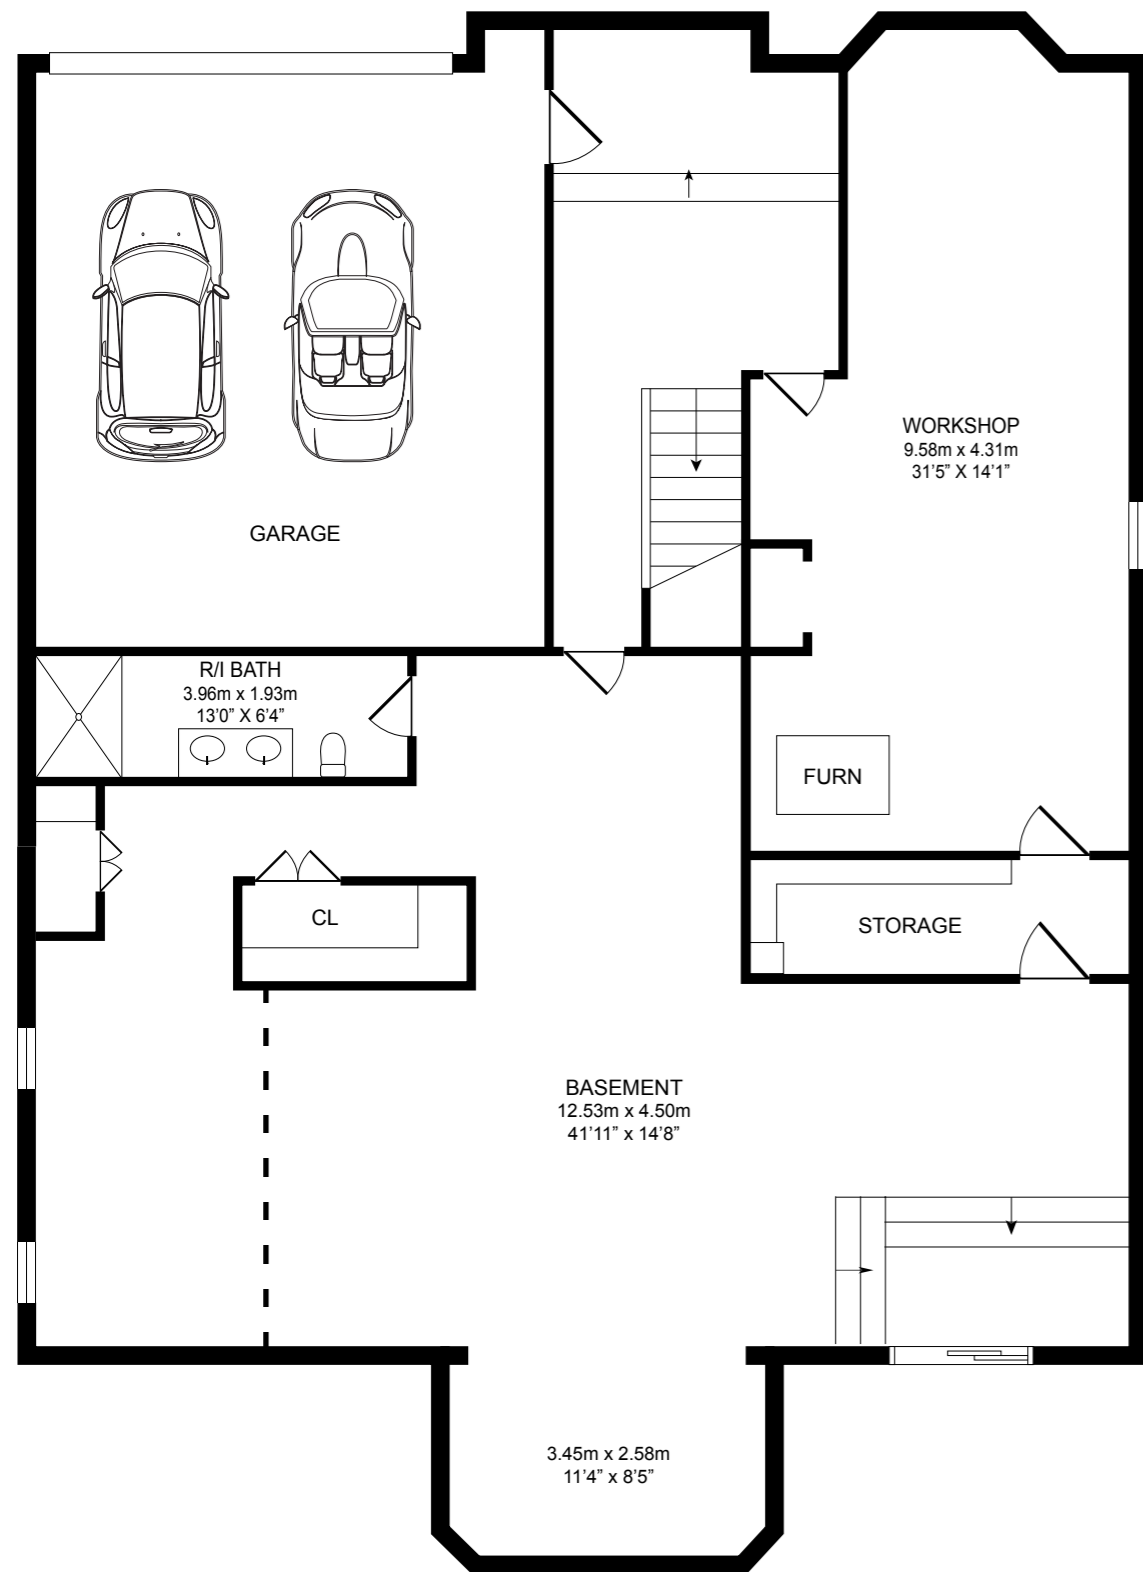 WORKSHOP
9.58m x 4.31m
31’5” X 14’1”
GARAGE
R/I BATH
3.96m x 1.93m
13’0” X 6’4”
FURN
CL
STORAGE
BASEMENT
12.53m x 4.50m
41’11” x 14’8”
3.45m x 2.58m
11’4” x 8’5”